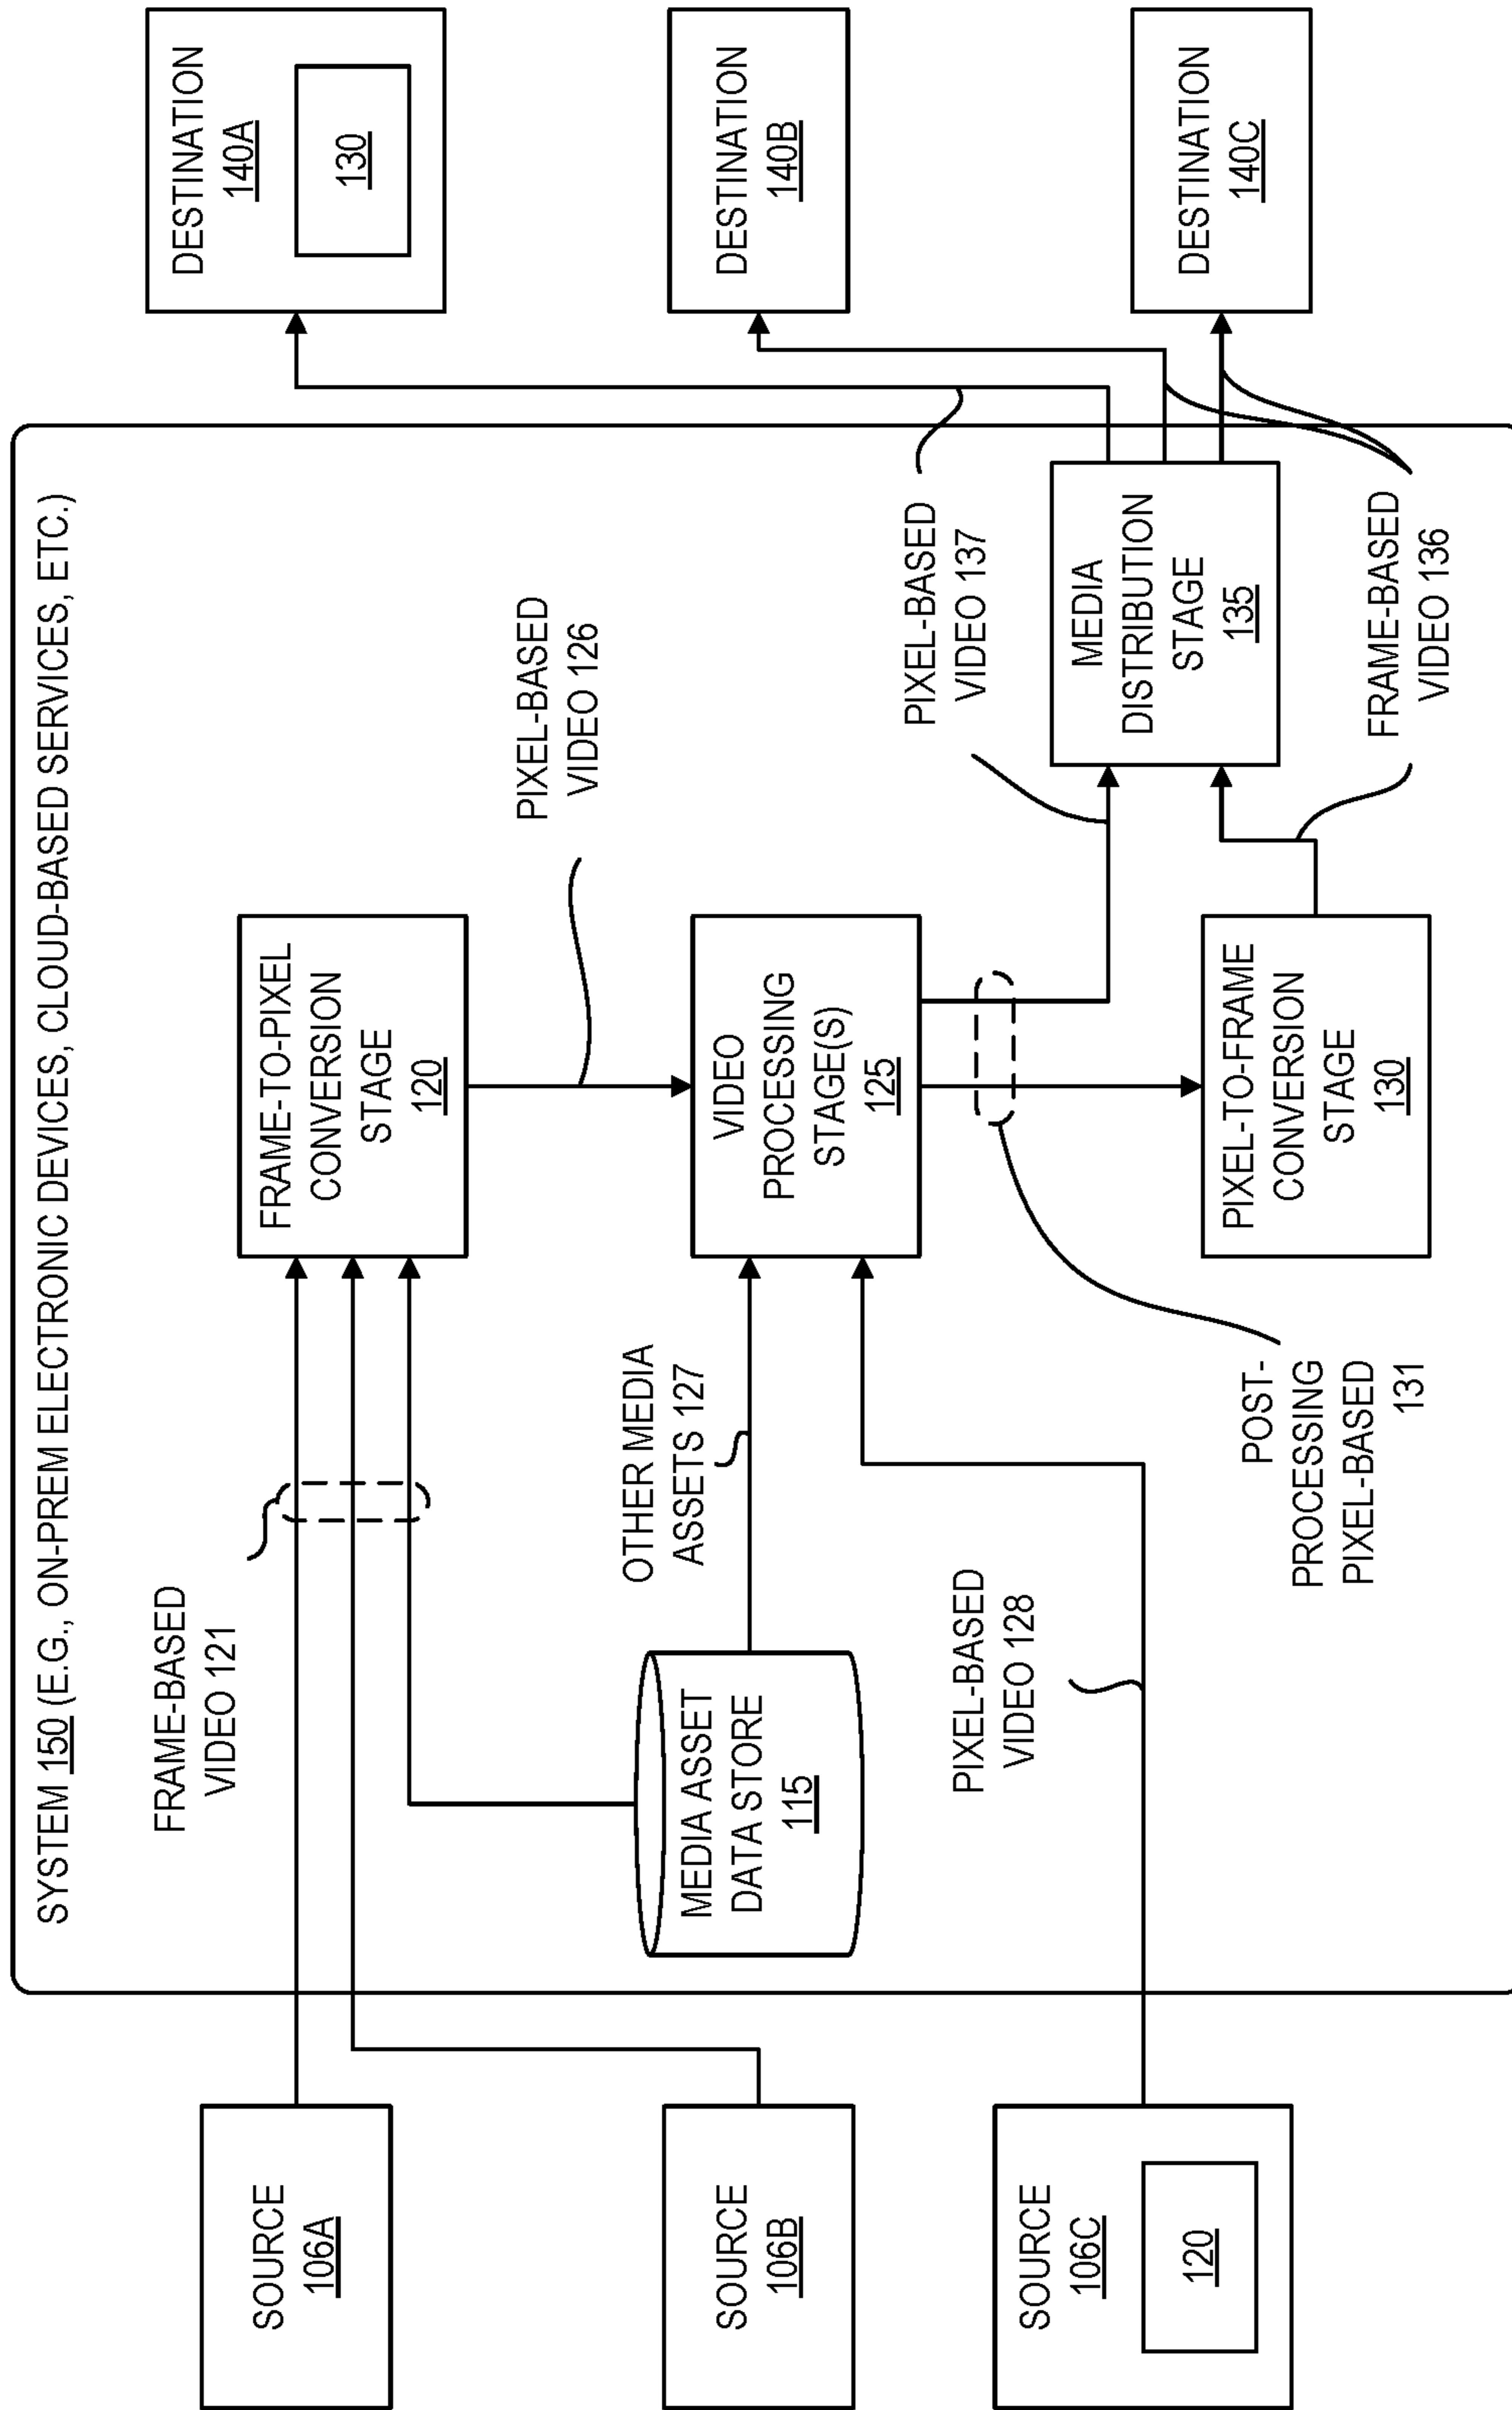 SYSTEM 150 (E.G., ON-PREM ELECTRONIC DEVICES, CLOUD-BASED SERVICES, ETC.)
SOURCE
106A
SOURCE
106B
SOURCE
106C
120
FRAME-BASED
VIDEO 121
MEDIA ASSET
DATA STORE
115
OTHER MEDIA
ASSETS 127
PIXEL-BASED
VIDEO 128
FRAME-TO-PIXEL
CONVERSION
STAGE
120
PIXEL-BASED
VIDEO 126
VIDEO
PROCESSING
STAGE(S)
125
POST-
PROCESSING
PIXEL-BASED
131
PIXEL-TO-FRAME
CONVERSION
STAGE
130
PIXEL-BASED
VIDEO 137
MEDIA
DISTRIBUTION
STAGE
135
FRAME-BASED
VIDEO 136
DESTINATION
140A
130
DESTINATION
140B
DESTINATION
140C